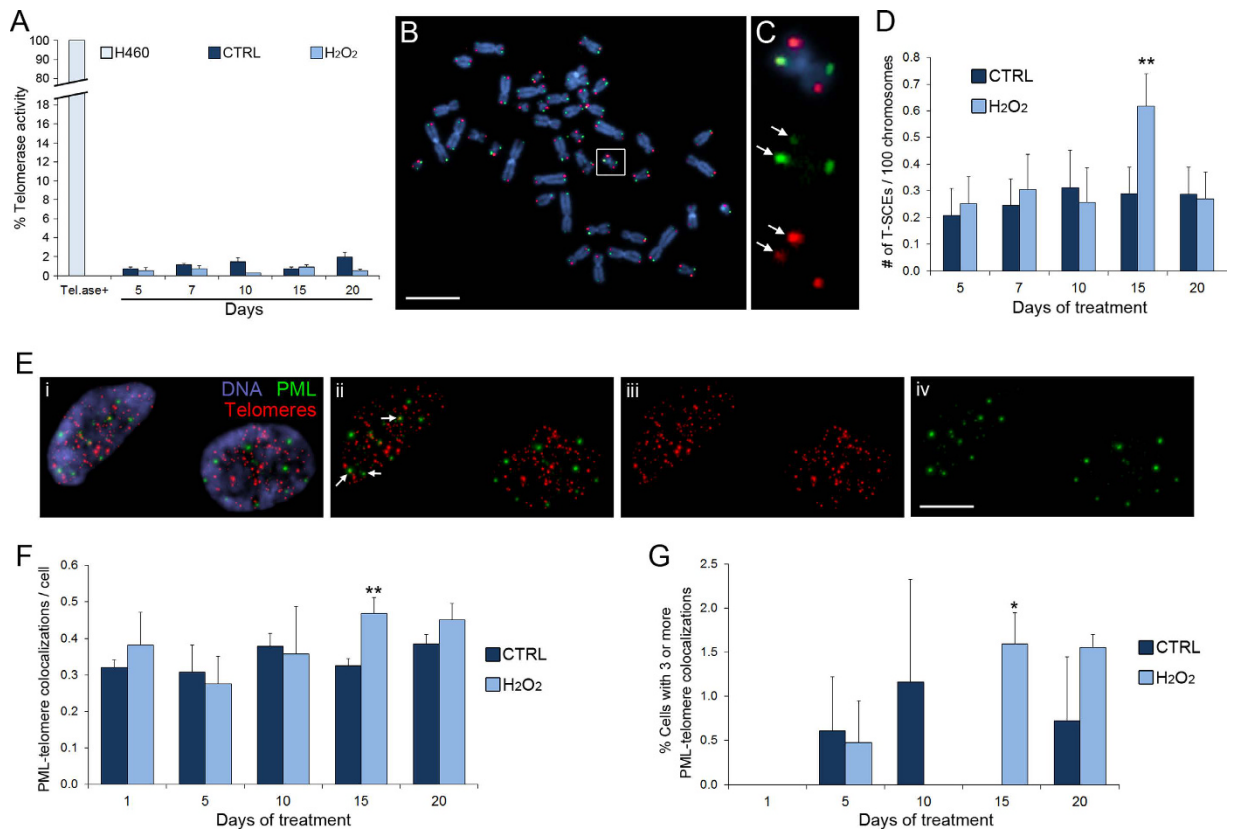 A
% Telomerase activity
100
90
80
18
16
14
12
10
8
6
4
2
0
H460
CTRL
H2O2
Tel.ase+
5
7
10
15
20
Days
B
C
D
# of T-SCEs / 100 chromosomes
0.8
0.7
0.6
0.5
0.4
0.3
0.2
0.1
0.0
CTRL
H2O2
**
5
7
10
15
20
Days of treatment
E
i
DNA
PML
Telomeres
ii
iii
iv
F
PML-telomere colocalizations / cell
0.6
0.5
0.4
0.3
0.2
0.1
0.0
**
CTRL
H2O2
1
5
10
15
20
Days of treatment
G
% Cells with 3 or more
PML-telomere colocalizations
2.5
2.0
1.5
1.0
0.5
0.0
*
CTRL
H2O2
1
5
10
15
20
Days of treatment